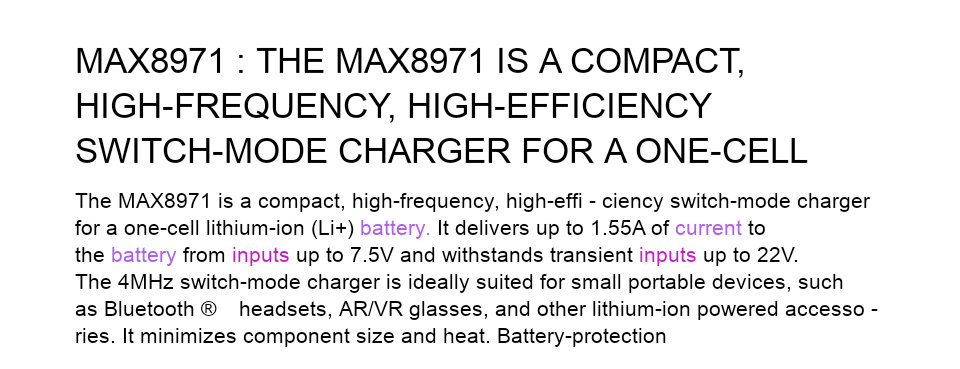 MAX8971 : THE MAX8971 IS A COMPACT,
HIGH-FREQUENCY, HIGH-EFFICIENCY
SWITCH-MODE CHARGER FOR A ONE-CELL
The MAX8971 is a compact, high-frequency, high-effi - ciency switch-mode charger
for a one-cell lithium-ion (Li+) battery. It delivers up to 1.55A of current to
the battery from inputs up to 7.5V and withstands transient inputs up to 22V.
The 4MHz switch-mode charger is ideally suited for small portable devices, such
as Bluetooth ® headsets, AR/VR glasses, and other lithium-ion powered accesso -
ries. It minimizes component size and heat. Battery-protection